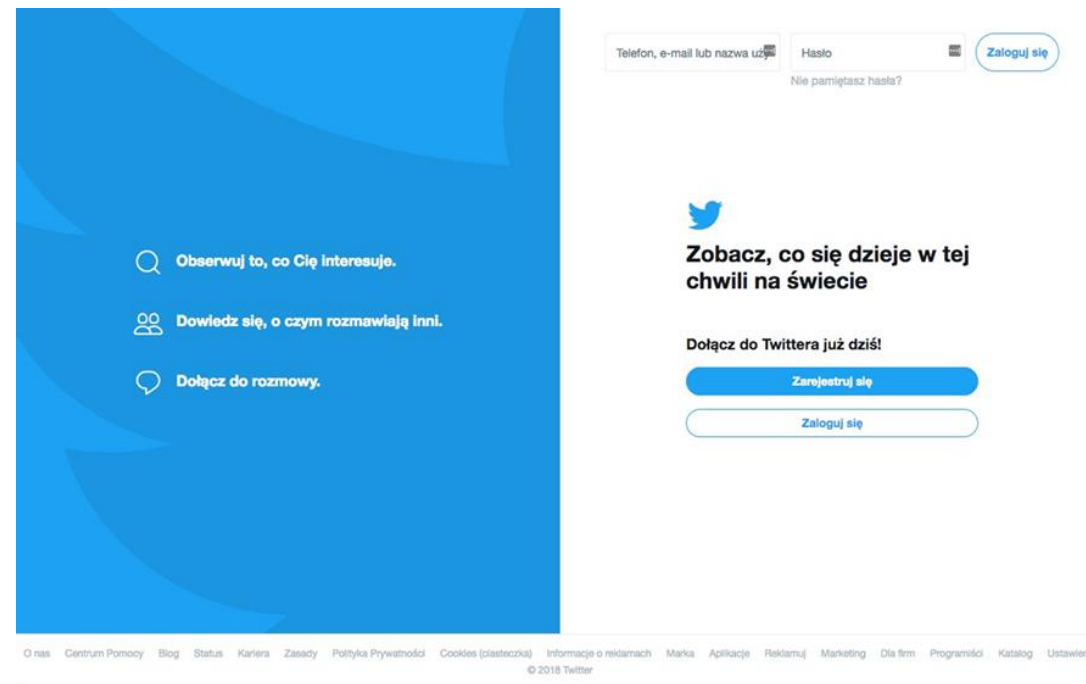 Telefon, e-mail lub nazwa uży
Hasło
Zaloguj się
Nie pamiętasz hasła?
Obserwuj to, co Cię interesuje.
Dowiedz się, o czym rozmawiają inni.
Dołącz do rozmowy.
Zobacz, co się dzieje w tej
chwili na świecie
Dołącz do Twittera już dziś!
Zarejestruj się
Zaloguj się
O nas Centrum Pomocy Blog Status Kariera Zasady Polityka Prywatności Cookies (ciasteczka) Informacje o reklamach Marka Aplikacje Reklamuj Marketing Dla firm Programiści Katalog Ustawien
© 2018 Twitter